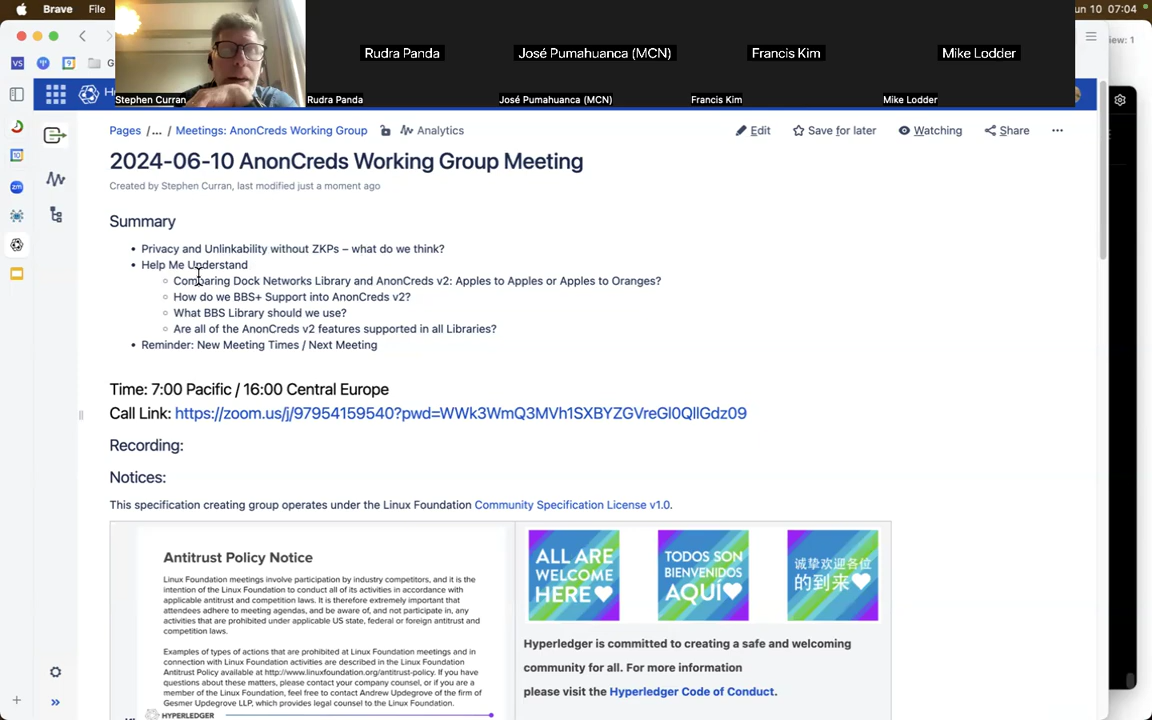 Brave File
un 10 07:04
iew: 1
Rudra Panda
José Pumahuanca (MCN)
Francis Kim
Mike Lodder
Stephen Curran
Rudra Panda
José Pumahuanca (MCN)
Francis Kim
Mike Lodder
Pages /... / Meetings: AnonCreds Working Group Analytics
Edit Save for later Watching Share
2024-06-10 AnonCreds Working Group Meeting
Created by Stephen Curran, last modified just a moment ago
Summary
Privacy and Unlinkability without ZKPs – what do we think?
Help Me Understand
Comparing Dock Networks Library and AnonCreds v2: Apples to Apples or Apples to Oranges?
How do we BBS+ Support into AnonCreds v2?
What BBS Library should we use?
Are all of the AnonCreds v2 features supported in all Libraries?
Reminder: New Meeting Times / Next Meeting
Time: 7:00 Pacific / 16:00 Central Europe
Call Link: https://zoom.us/j/97954159540?pwd=WWk3WmQ3MVh1SXBYZGVreGl0QllGdz09
Recording:
Notices:
This specification creating group operates under the Linux Foundation Community Specification License v1.0.
Antitrust Policy Notice
Linux Foundation meetings involve participation by industry competitors, and it is the
intention of the Linux Foundation to conduct all of its activities in accordance with
applicable antitrust and competition laws. It is therefore extremely important that
attendees adhere to meeting agendas, and be aware of, and not participate in, any
activities that are prohibited under applicable US state, federal or foreign antitrust and
competition laws.
Examples of types of actions that are prohibited at Linux Foundation meetings and in
connection with Linux Foundation activities are described in the Linux Foundation
Antitrust Policy available at http://www.linuxfoundation.org/antitrust-policy. If you have
questions about these matters, please contact your company counsel, or if you are a
member of the Linux Foundation, feel free to contact Andrew Updegrove of the firm of
Gesmer Updegrove LLP, which provides legal counsel to the Linux Foundation.
HYPERLEDGER
ALL ARE
WELCOME
HERE
TODOS SON
BIENVENIDOS
AQUÍ
诚挚欢迎各位
的到来
Hyperledger is committed to creating a safe and welcoming
community for all. For more information
please visit the Hyperledger Code of Conduct.